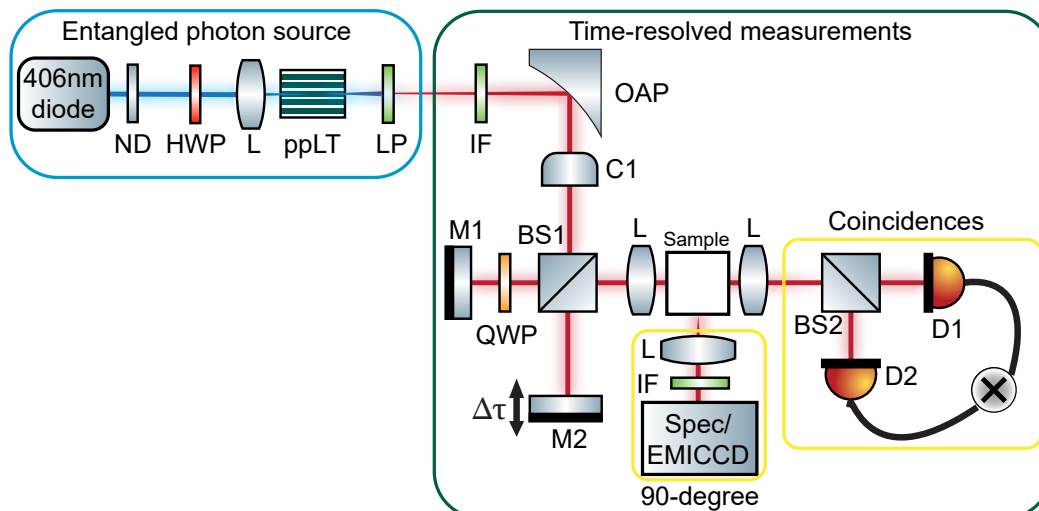 Entangled photon source
Time-resolved measurements
406nm
diode
ND
HWP
L
ppLT
LP
IF
OAP
C1
M1
BS1
L
Sample
L
Coincidences
QWP
BS2
D1
L
IF
D2
Δτ
M2
Spec/
EMICCD
90-degree